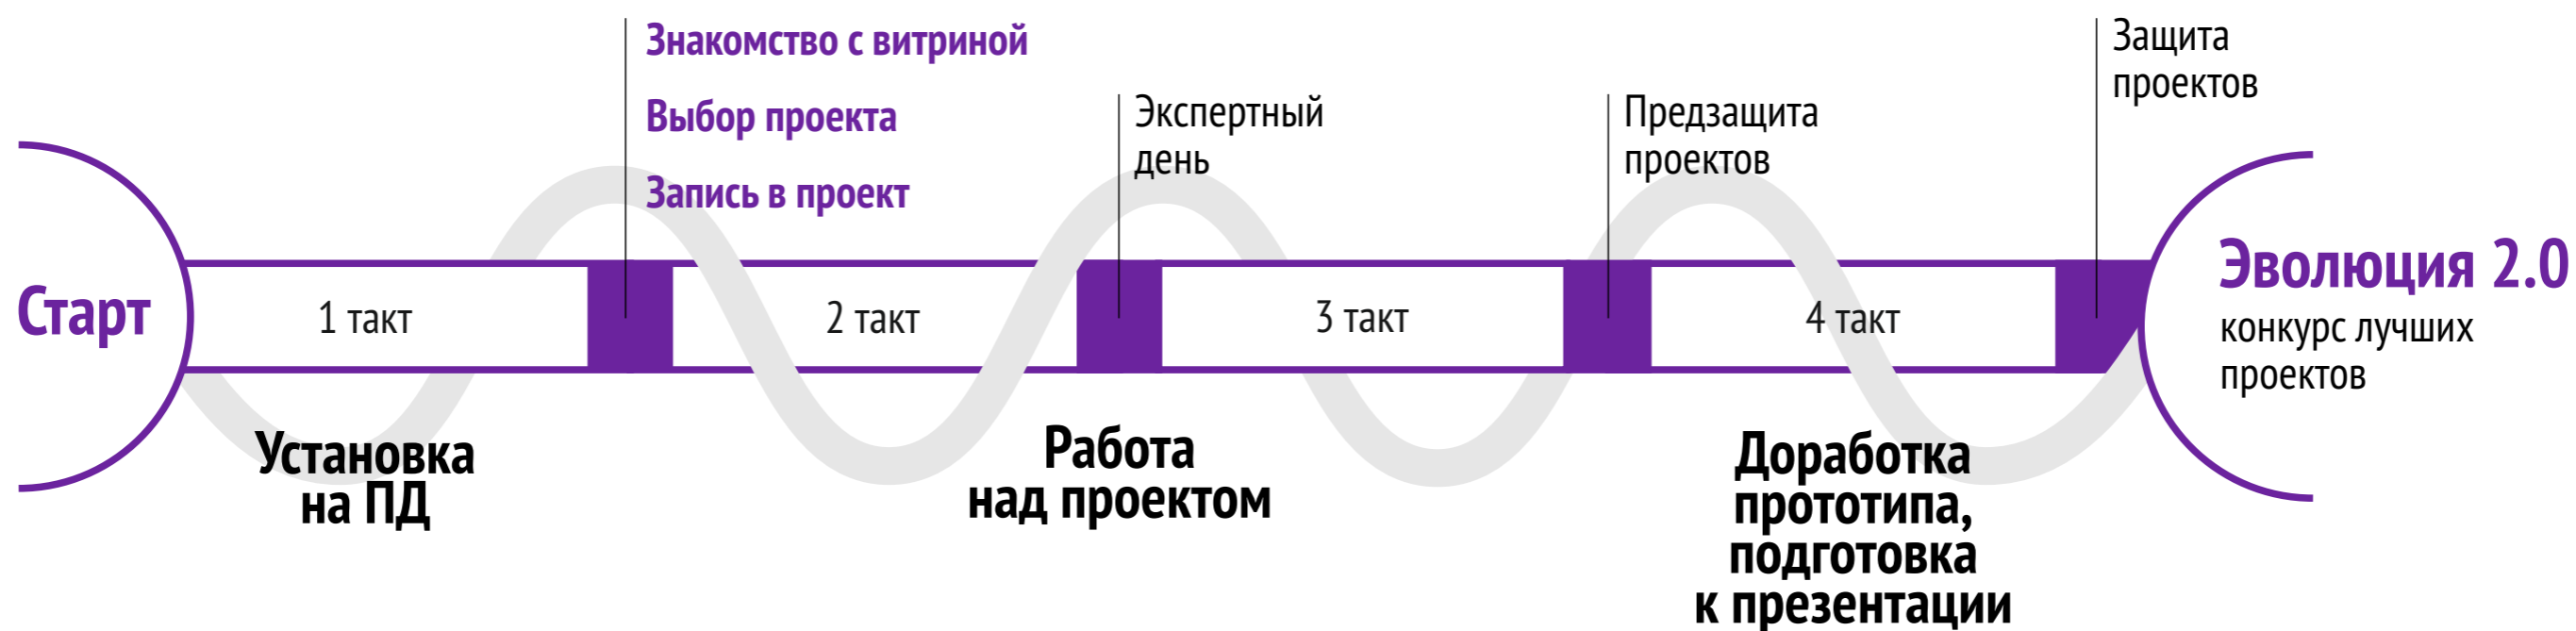 Знакомство с витриной
Выбор проекта
Запись в проект
Экспертный
день
Предзащита
проектов
Защита
проектов
Старт
1 такт
2 такт
3 такт
4 такт
Эволюция 2.0
конкурс лучших
проектов
Установка
на ПД
Работа
над проектом
Доработка
прототипа,
подготовка
к презентации